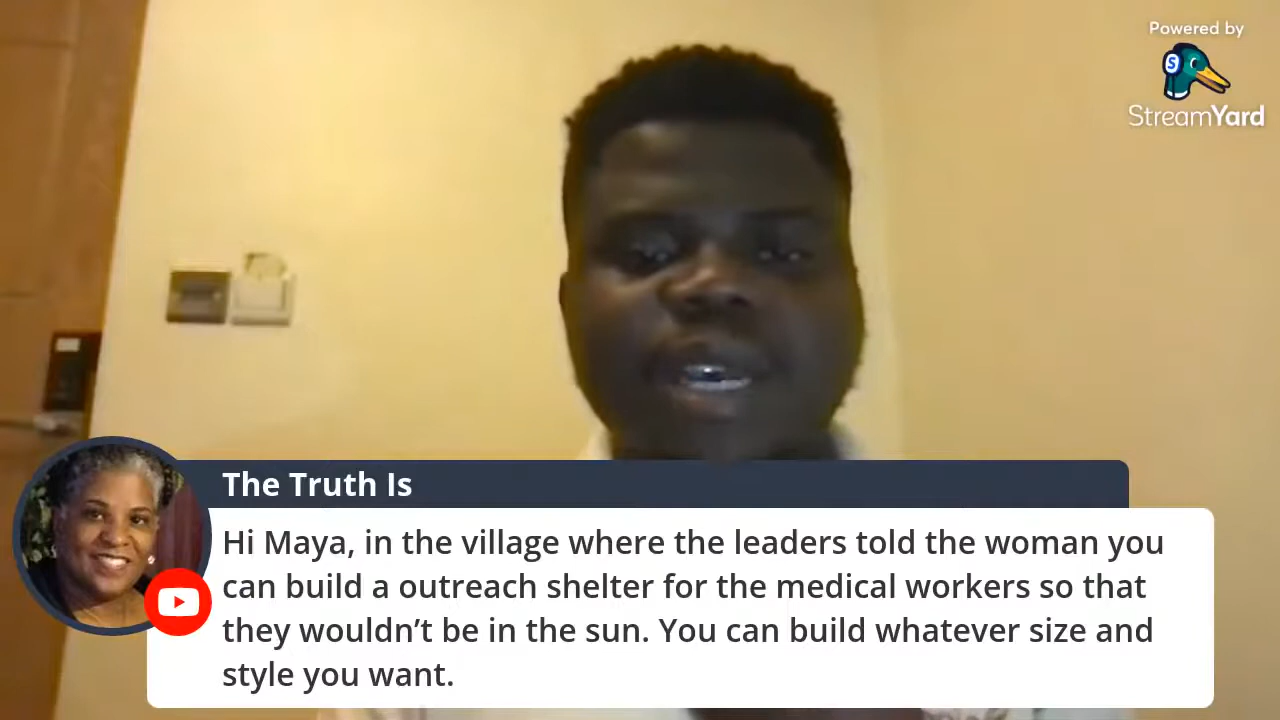 Powered by
S
StreamYard
The Truth Is
Hi Maya, in the village where the leaders told the woman you
can build a outreach shelter for the medical workers so that
they wouldn’t be in the sun. You can build whatever size and
style you want.